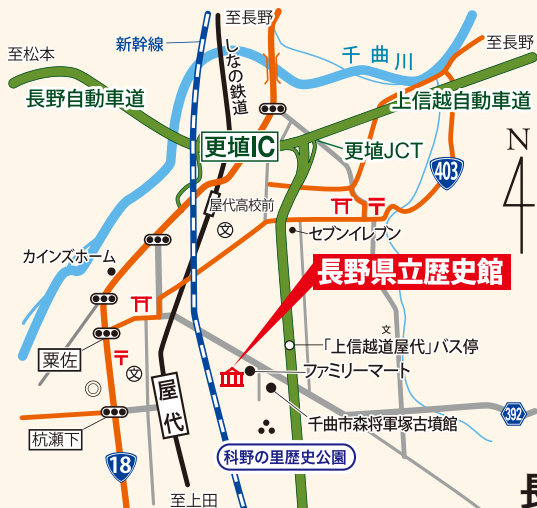 至長野
新幹線
至松本
しなの鉄道
千曲川
至長野
長野自動車道
上信越自動車道
更埴IC
更埴JCT
N
403
屋代高校前
文
セブンイレブン
カインズホーム
長野県立歴史館
文
「上信越道屋代」バス停
粟佐
文
ファミリーマート
屋代
392
千曲市森将軍塚古墳館
杭瀬下
科野の里歴史公園
18
至上田